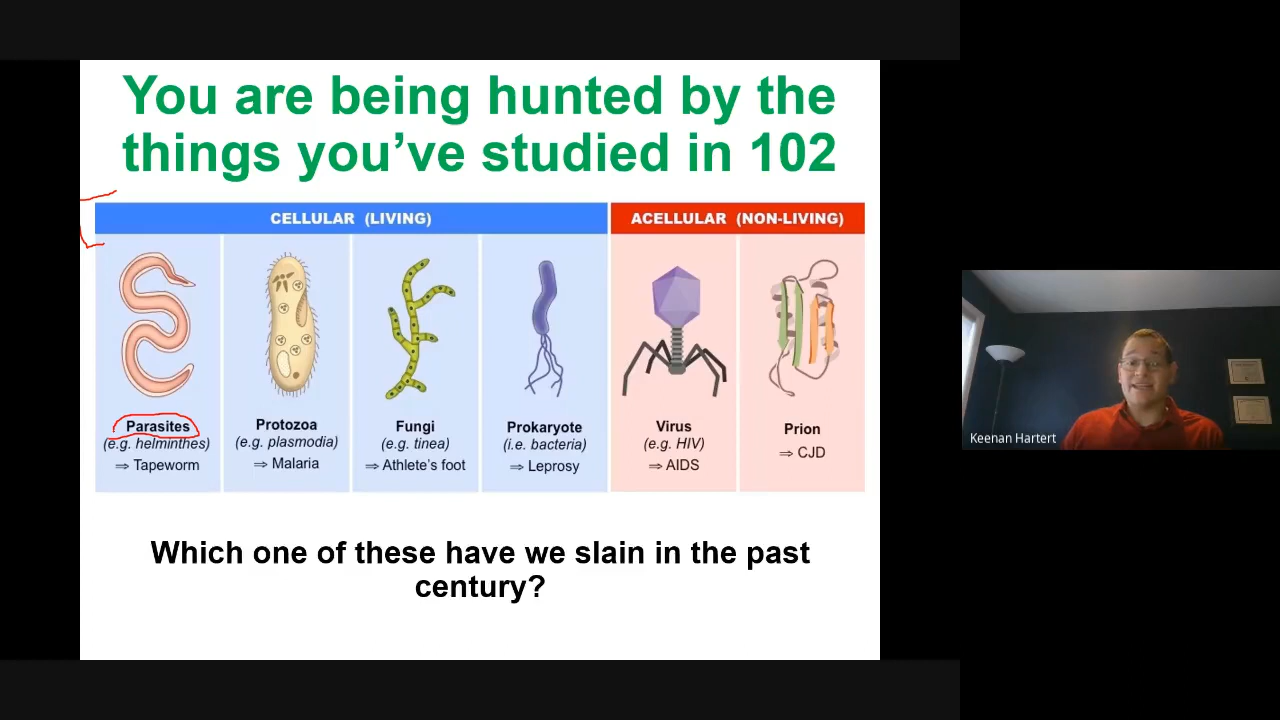 You are being hunted by the
things you’ve studied in 102
CELLULAR (LIVING)
ACELLULAR (NON-LIVING)
Parasites
(e.g. helminthes)
⇒ Tapeworm
Protozoa
(e.g. plasmodia)
⇒ Malaria
Fungi
(e.g. tinea)
⇒ Athlete’s foot
Prokaryote
(i.e. bacteria)
⇒ Leprosy
Virus
(e.g. HIV)
⇒ AIDS
Prion
⇒ CJD
Which one of these have we slain in the past
century?
Keenan Hartert